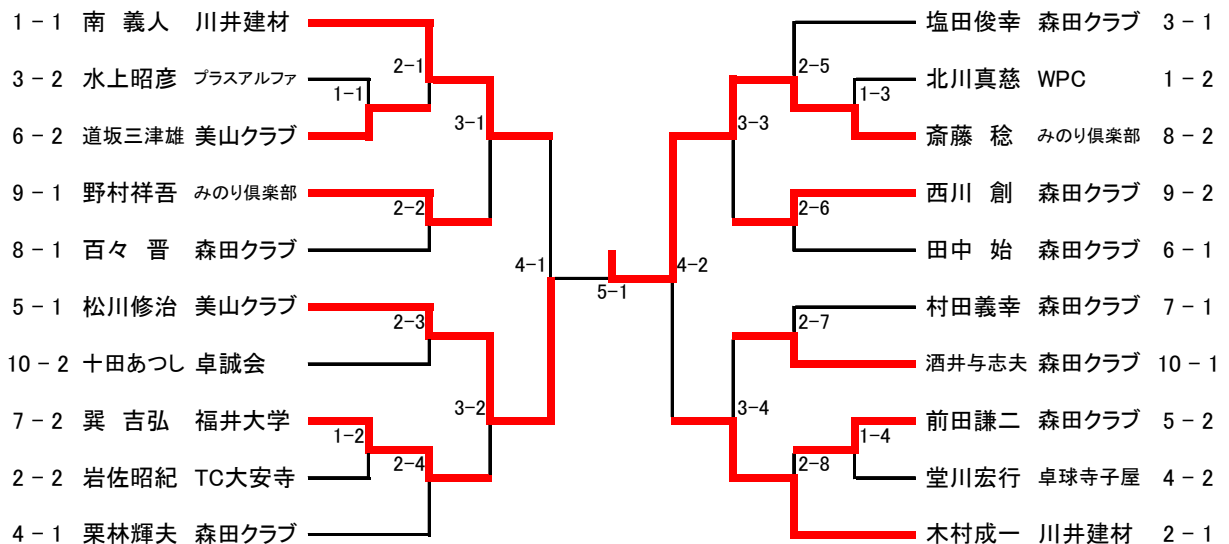 1 − 1 南 義人 川井建材
3 − 2 水上昭彦 プラスアルファ
6 − 2 道坂三津雄 美山クラブ
9 − 1 野村祥吾 みのり倶楽部
8 − 1 百々 晋 森田クラブ
5 − 1 松川修治 美山クラブ
10 − 2 十田あつし 卓誠会
7 − 2 巽 吉弘 福井大学
2 − 2 岩佐昭紀 TC大安寺
4 − 1 栗林輝夫 森田クラブ
1−1
1−2
2−1
2−2
2−3
2−4
3−1
3−2
4−1
5−1
4−2
3−3
3−4
2−5
2−6
2−7
2−8
1−3
1−4
塩田俊幸 森田クラブ 3 − 1
北川真慈 WPC 1 − 2
斎藤 稔 みのり倶楽部 8 − 2
西川 創 森田クラブ 9 − 2
田中 始 森田クラブ 6 − 1
村田義幸 森田クラブ 7 − 1
酒井与志夫 森田クラブ 10 − 1
前田謙二 森田クラブ 5 − 2
堂川宏行 卓球寺子屋 4 − 2
木村成一 川井建材 2 − 1